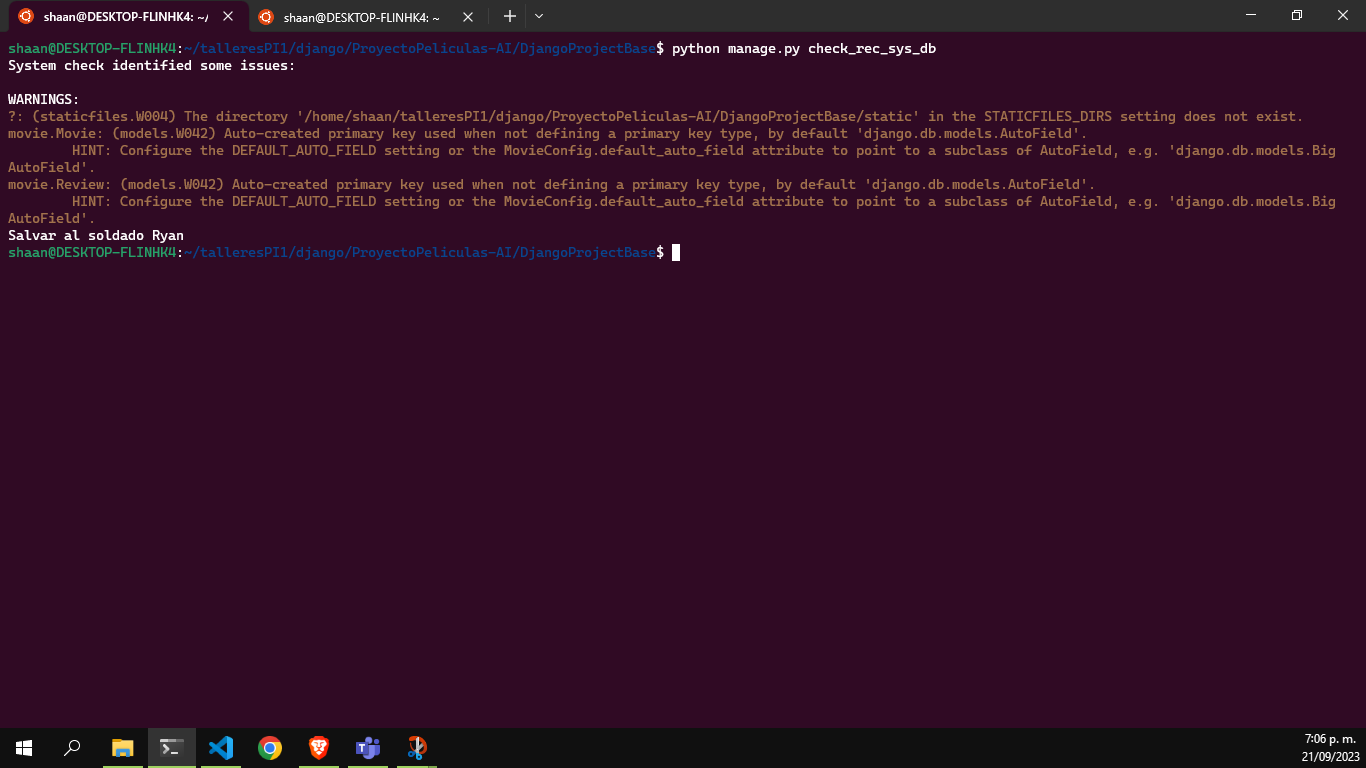 shaan@DESKTOP-FLINHK4: ~/
shaan@DESKTOP-FLINHK4: ~
shaan@DESKTOP-FLINHK4:~/talleresPI1/django/ProyectoPeliculas-AI/DjangoProjectBase$ python manage.py check_rec_sys_db
System check identified some issues:
WARNINGS:
?: (staticfiles.W004) The directory '/home/shaan/talleresPI1/django/ProyectoPeliculas-AI/DjangoProjectBase/static' in the STATICFILES_DIRS setting does not exist.
movie.Movie: (models.W042) Auto-created primary key used when not defining a primary key type, by default 'django.db.models.AutoField'.
HINT: Configure the DEFAULT_AUTO_FIELD setting or the MovieConfig.default_auto_field attribute to point to a subclass of AutoField, e.g. 'django.db.models.Big
AutoField'.
movie.Review: (models.W042) Auto-created primary key used when not defining a primary key type, by default 'django.db.models.AutoField'.
HINT: Configure the DEFAULT_AUTO_FIELD setting or the MovieConfig.default_auto_field attribute to point to a subclass of AutoField, e.g. 'django.db.models.Big
AutoField'.
Salvar al soldado Ryan
shaan@DESKTOP-FLINHK4:~/talleresPI1/django/ProyectoPeliculas-AI/DjangoProjectBase$
7:06 p. m.
21/09/2023